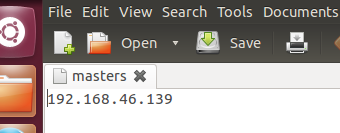 File Edit View Search Tools Documents
Open Save
masters
192.168.46.139